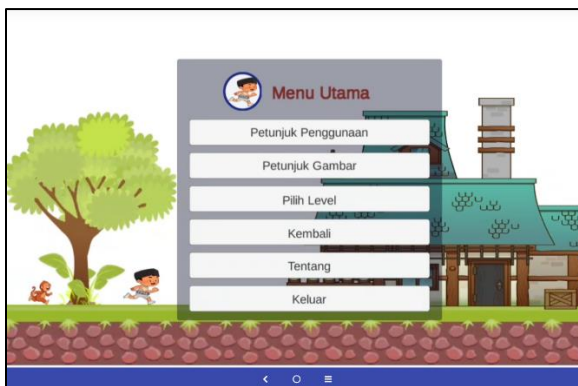 Menu Utama
Petunjuk Penggunaan
Petunjuk Gambar
Pilih Level
Kembali
Tentang
Keluar